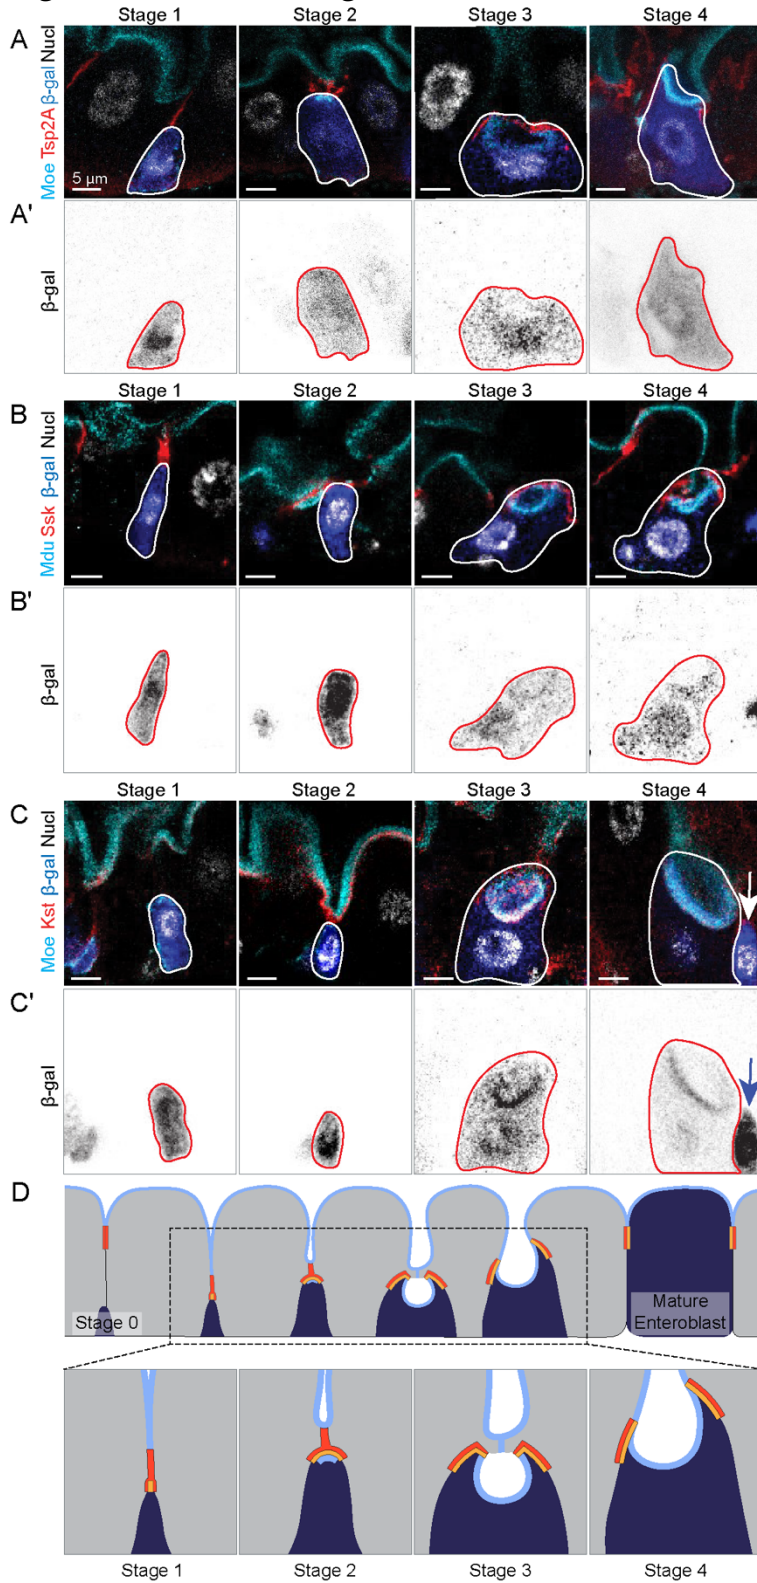 Stage 1 Stage 2 Stage 3 Stage 4
A
Moe Tsp2A β-gal Nucl
5 µm
A'
β-gal
Stage 1 Stage 2 Stage 3 Stage 4
B
Mdu Ssk β-gal Nucl
B'
β-gal
Stage 1 Stage 2 Stage 3 Stage 4
C
Moe Kst β-gal Nucl
C'
β-gal
D
Stage 0
Mature
Enteroblast
Stage 1 Stage 2 Stage 3 Stage 4